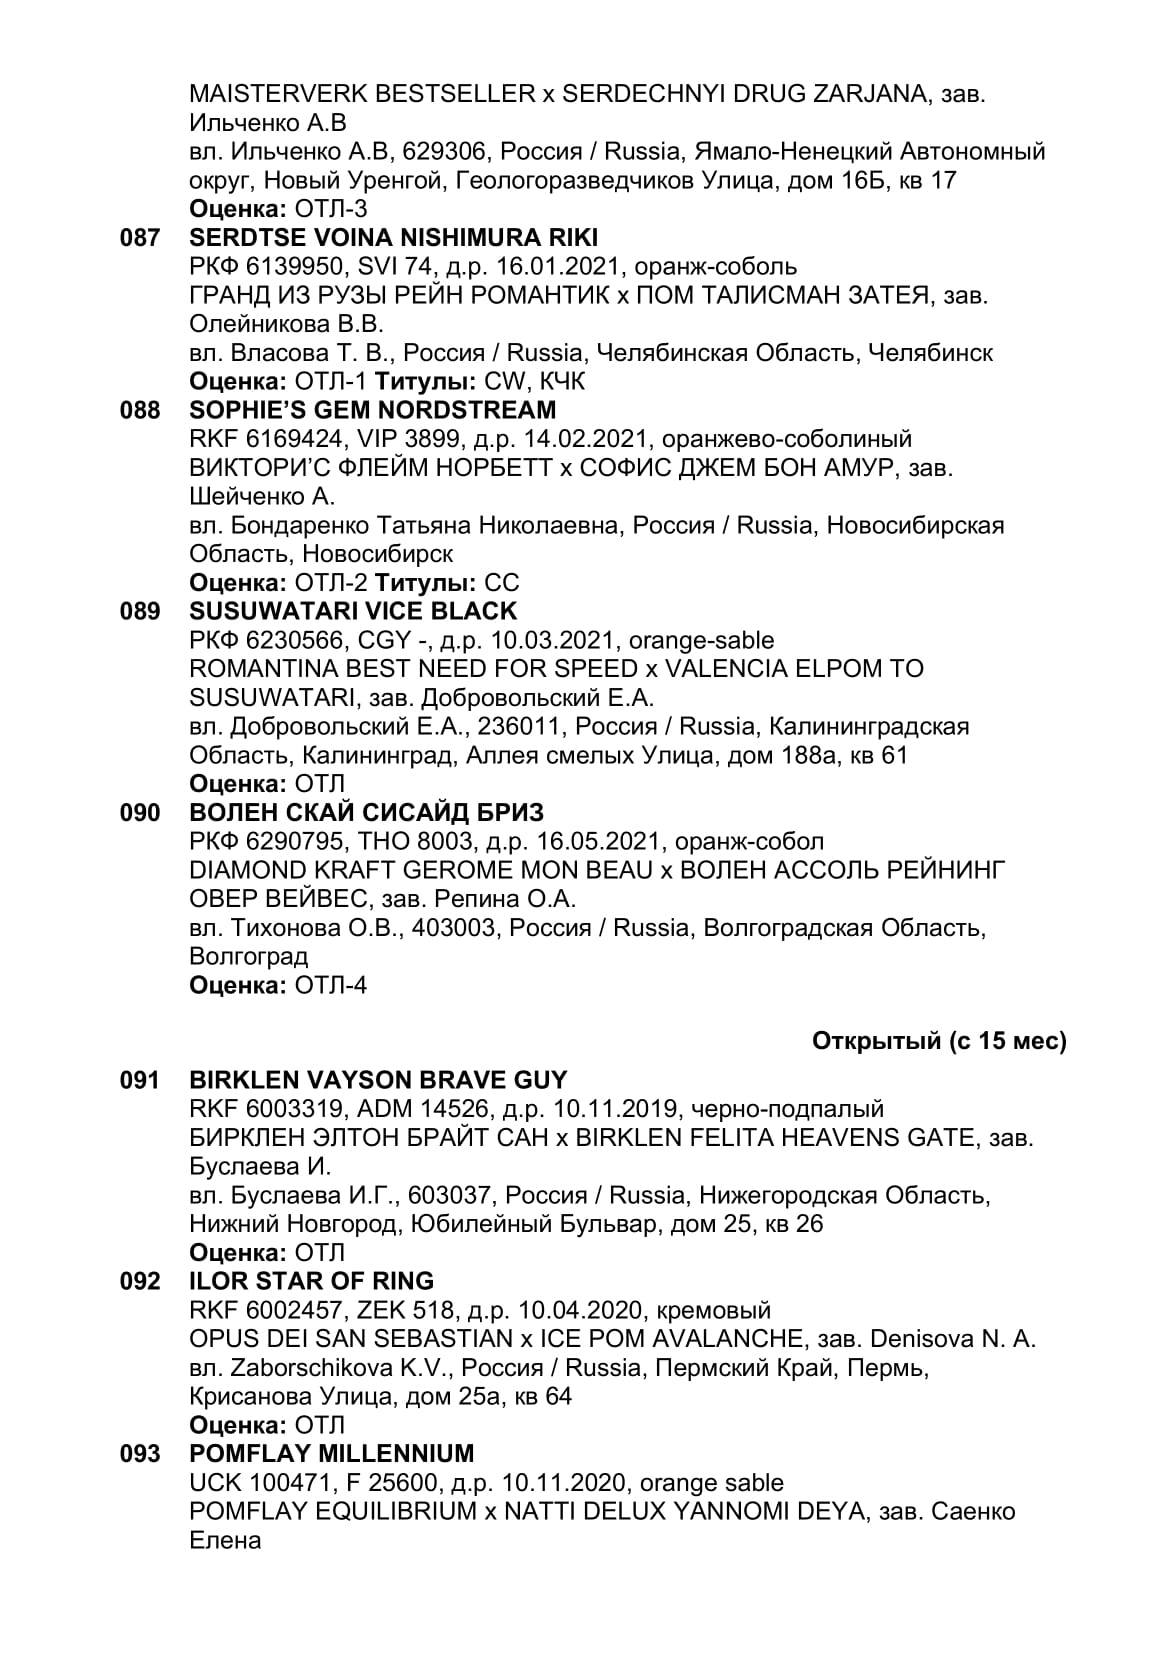 MAISTERVERK BESTSELLER x SERDECHNYI DRUG ZARJANA, зав.
Ильченко А.В
вл. Ильченко А.В, 629306, Россия / Russia, Ямало-Ненецкий Автономный
округ, Новый Уренгой, Геологоразведчиков Улица, дом 16Б, кв 17
Оценка: ОТЛ-3
087 SERDTSE VOINA NISHIMURA RIKI
РКФ 6139950, SVI 74, д.р. 16.01.2021, оранж-соболь
ГРАНД ИЗ РУЗЫ РЕЙН РОМАНТИК x ПОМ ТАЛИСМАН ЗАТЕЯ, зав.
Олейникова В.В.
вл. Власова Т. В., Россия / Russia, Челябинская Область, Челябинск
Оценка: ОТЛ-1 Титулы: CW, КЧК
088 SOPHIE’S GEM NORDSTREAM
RKF 6169424, VIP 3899, д.р. 14.02.2021, оранжево-соболиный
ВИКТОРИ’С ФЛЕЙМ НОРБЕТТ x СОФИС ДЖЕМ БОН АМУР, зав.
Шейченко А.
вл. Бондаренко Татьяна Николаевна, Россия / Russia, Новосибирская
Область, Новосибирск
Оценка: ОТЛ-2 Титулы: СС
089 SUSUWATARI VICE BLACK
РКФ 6230566, CGY -, д.р. 10.03.2021, orange-sable
ROMANTINA BEST NEED FOR SPEED x VALENCIA ELPOM TO
SUSUWATARI, зав. Добровольский Е.А.
вл. Добровольский Е.А., 236011, Россия / Russia, Калининградская
Область, Калининград, Аллея смелых Улица, дом 188а, кв 61
Оценка: ОТЛ
090 ВОЛЕН СКАЙ СИСАЙД БРИЗ
РКФ 6290795, THO 8003, д.р. 16.05.2021, оранж-собол
DIAMOND KRAFT GEROME MON BEAU x ВОЛЕН АССОЛЬ РЕЙНИНГ
ОВЕР ВЕЙВЕС, зав. Репина О.А.
вл. Тихонова О.В., 403003, Россия / Russia, Волгоградская Область,
Волгоград
Оценка: ОТЛ-4
Открытый (с 15 мес)
091 BIRKLEN VAYSON BRAVE GUY
RKF 6003319, ADM 14526, д.р. 10.11.2019, черно-подпалый
БИРКЛЕН ЭЛТОН БРАЙТ САН x BIRKLEN FELITA HEAVENS GATE, зав.
Буслаева И.
вл. Буслаева И.Г., 603037, Россия / Russia, Нижегородская Область,
Нижний Новгород, Юбилейный Бульвар, дом 25, кв 26
Оценка: ОТЛ
092 ILOR STAR OF RING
RKF 6002457, ZEK 518, д.р. 10.04.2020, кремовый
OPUS DEI SAN SEBASTIAN x ICE POM AVALANCHE, зав. Denisova N. A.
вл. Zaborschikova K.V., Россия / Russia, Пермский Край, Пермь,
Крисанова Улица, дом 25а, кв 64
Оценка: ОТЛ
093 POMFLAY MILLENNIUM
UCK 100471, F 25600, д.р. 10.11.2020, orange sable
POMFLAY EQUILIBRIUM x NATTI DELUX YANNOMI DEYA, зав. Саенко
Елена